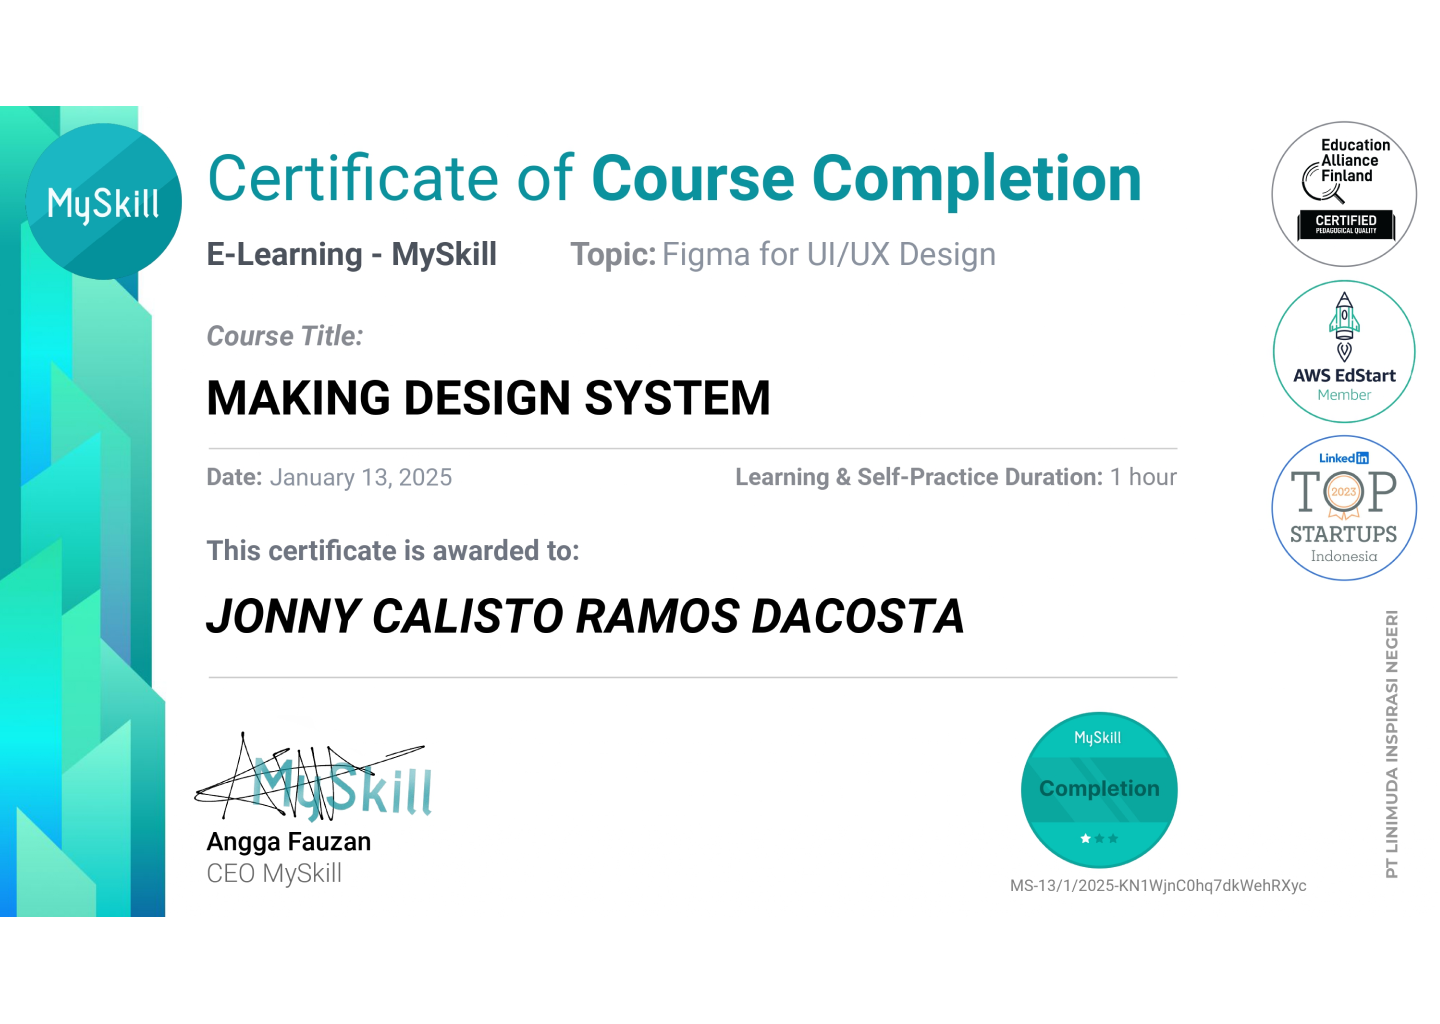 MySkill
Certificate of Course Completion
E-Learning - MySkill
Topic: Figma for UI/UX Design
Course Title:
MAKING DESIGN SYSTEM
Date: January 13, 2025
Learning & Self-Practice Duration: 1 hour
This certificate is awarded to:
JONNY CALISTO RAMOS DACOSTA
MySkill
Angga Fauzan
CEO MySkill
MySkill
Completion
MS-13/1/2025-KN1WjnC0hq7dkWehRXyc
Education
Alliance
Finland
CERTIFIED
PEDAGOGICAL QUALITY
AWS EdStart
Member
LinkedIn
TOP
2023
STARTUPS
Indonesia
PT LINIMUDA INSPIRASI NEGERI